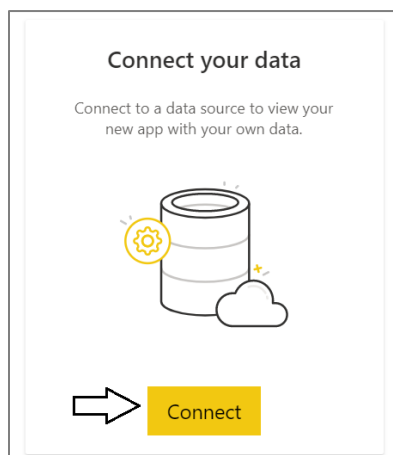 Connect your data
Connect to a data source to view your
new app with your own data.
Connect